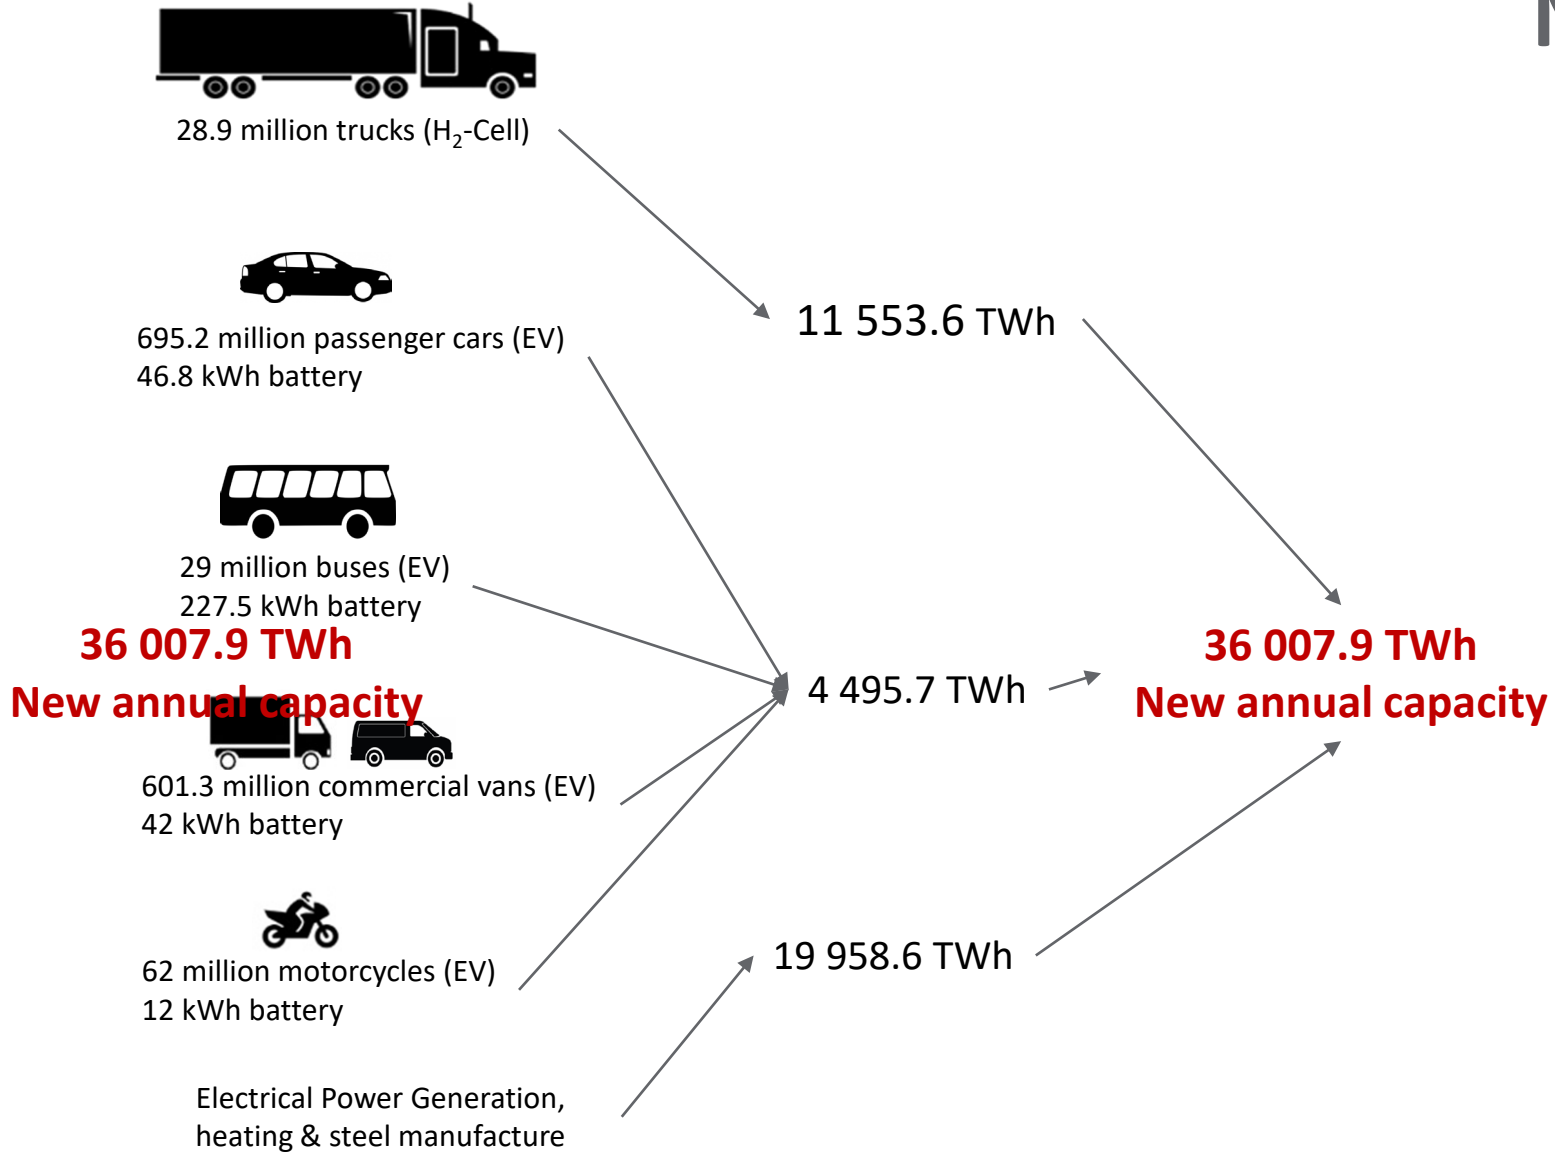 28.9 million trucks (H₂-Cell)
695.2 million passenger cars (EV)
46.8 kWh battery
29 million buses (EV)
227.5 kWh battery
36 007.9 TWh
New annual capacity
601.3 million commercial vans (EV)
42 kWh battery
62 million motorcycles (EV)
12 kWh battery
Electrical Power Generation,
heating & steel manufacture
11 553.6 TWh
4 495.7 TWh
19 958.6 TWh
36 007.9 TWh
New annual capacity